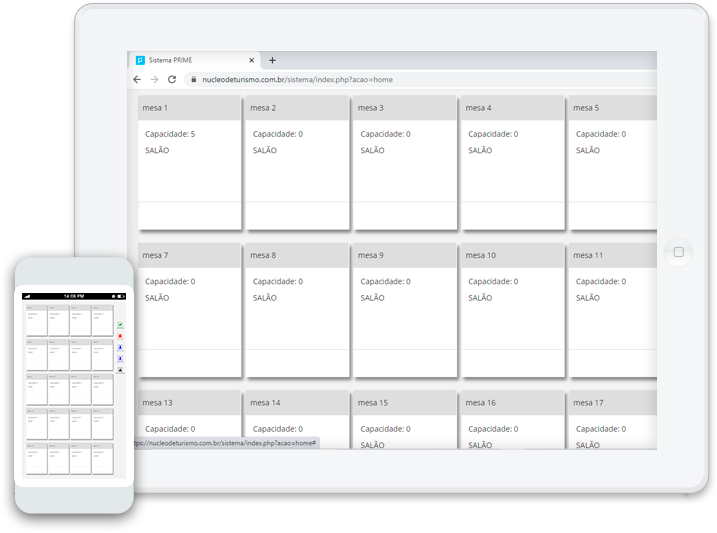 Sistema PRIME
nucleodeturismo.com.br/sistema/index.php?acao=home
mesa 1 mesa 2 mesa 3 mesa 4 mesa 5
Capacidade: 5 Capacidade: 0 Capacidade: 0 Capacidade: 0 Capacidade: 0
SALÃO SALÃO SALÃO SALÃO SALÃO
mesa 7 mesa 8 mesa 9 mesa 10 mesa 11
Capacidade: 0 Capacidade: 0 Capacidade: 0 Capacidade: 0 Capacidade: 0
SALÃO SALÃO SALÃO SALÃO SALÃO
mesa 13 mesa 14 mesa 15 mesa 16 mesa 17
Capacidade: 0 Capacidade: 0 Capacidade: 0 Capacidade: 0 Capacidade: 0
SALÃO SALÃO SALÃO
tps://nucleodeturismo.com.br/sistema/index.php?acao=home#
14:06 PM